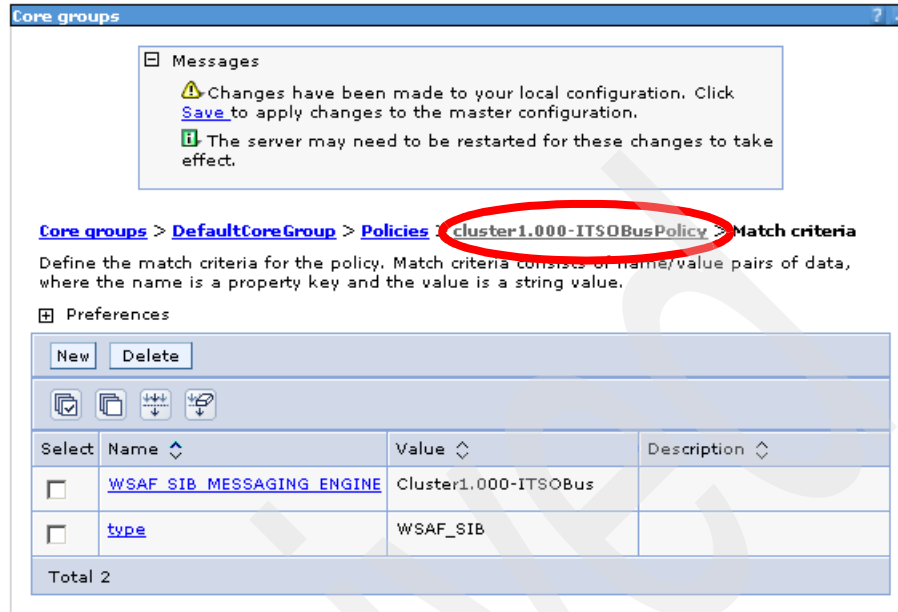 Core groups ?
Messages
Changes have been made to your local configuration. Click
Save to apply changes to the master configuration.
The server may need to be restarted for these changes to take
effect.
Core groups > DefaultCoreGroup > Policies > cluster1.000-ITSOBusPolicy > Match criteria
Define the match criteria for the policy. Match criteria consists of name/value pairs of data,
where the name is a property key and the value is a string value.
Preferences
New Delete
Select Name Value Description
WSAF_SIB_MESSAGING_ENGINE Cluster1.000-ITSOBus
type WSAF_SIB
Total 2